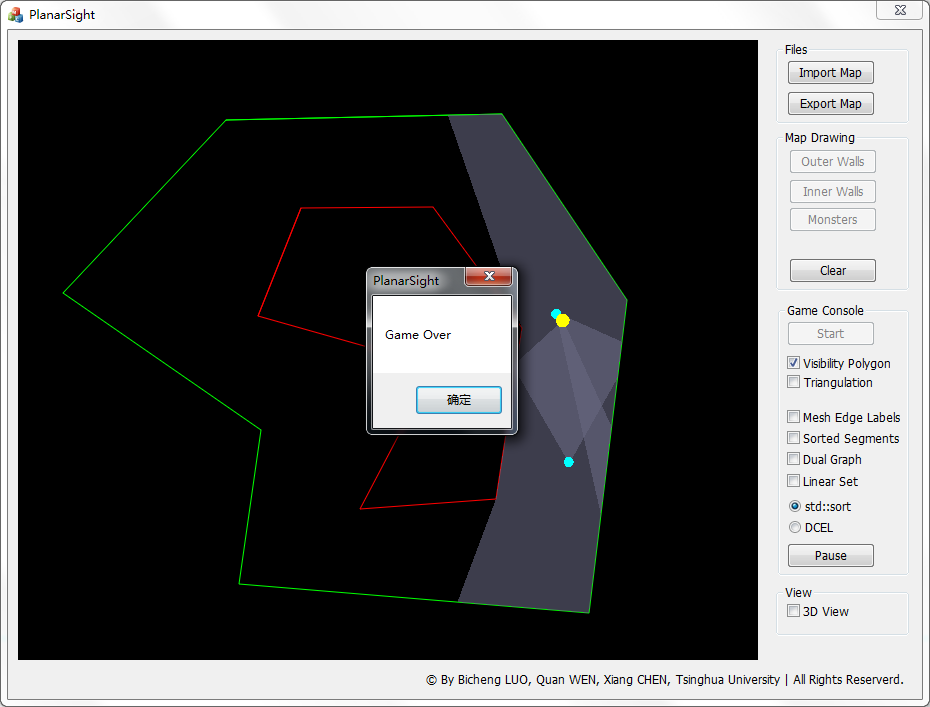 PlanarSight
Files
Import Map
Export Map
Map Drawing
Outer Walls
Inner Walls
Monsters
Clear
PlanarSight
Game Over
确定
Game Console
Start
Visibility Polygon
Triangulation
Mesh Edge Labels
Sorted Segments
Dual Graph
Linear Set
std::sort
DCEL
Pause
View
3D View
© By Bicheng LUO, Quan WEN, Xiang CHEN, Tsinghua University | All Rights Reserverd.